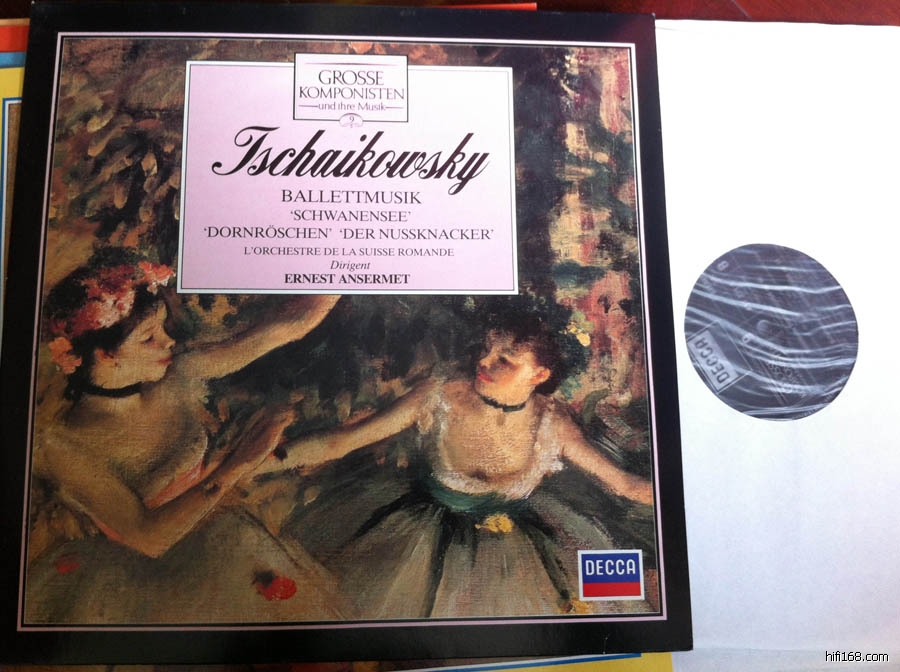 GROSSE
KOMPONISTEN
und ihre Musik
9
Tschaikowsky
BALLETTMUSIK
‘SCHWANENSEE’
‘DORNRÖSCHEN’ ‘DER NUSSKNACKER’
L’ORCHESTRE DE LA SUISSE ROMANDE
Dirigent
ERNEST ANSERMET
DECCA
DECCA
hifi168.com